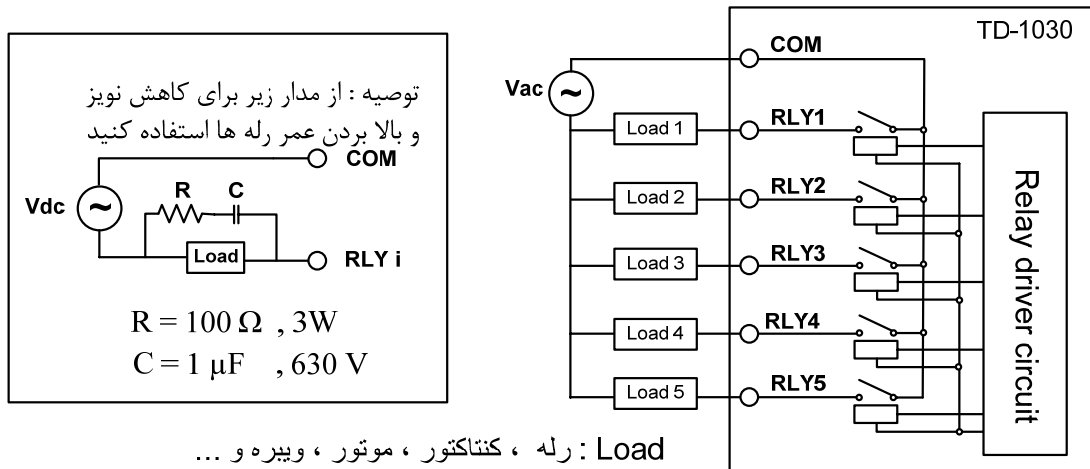 توصیه : از مدار زیر برای کاهش نویز
و بالا بردن عمر رله ها استفاده کنید
COM
R C
Vdc
~
Load
RLY i
R = 100 Ω , 3W
C = 1 μF , 630 V
TD-1030
COM
Vac
~
Load 1
RLY1
Load 2
RLY2
Load 3
RLY3
Load 4
RLY4
Load 5
RLY5
Relay driver circuit
Load : رله ، کنتاکتور ، موتور ، ویبره و ...